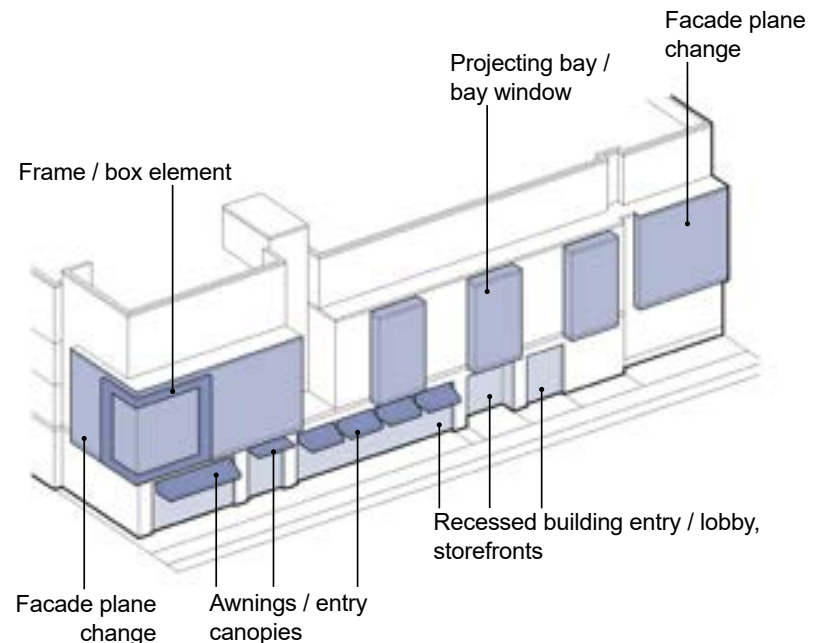 Facade plane
change
Projecting bay /
bay window
Frame / box element
Recessed building entry / lobby,
storefronts
Facade plane
change
Awnings / entry
canopies